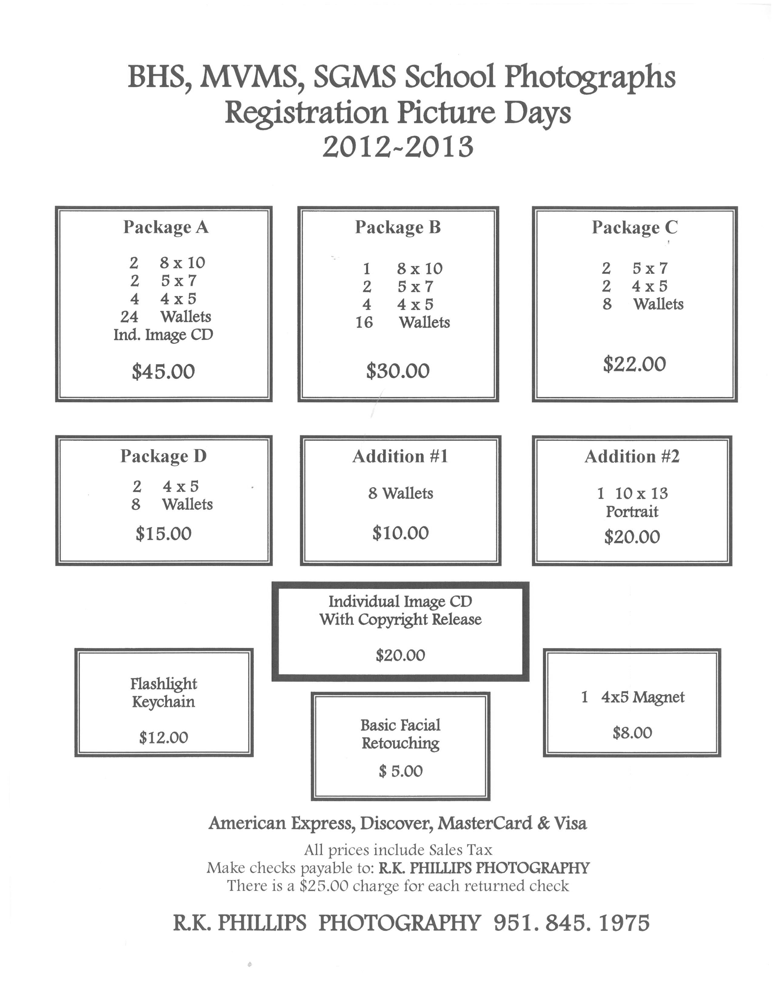 BHS, MVMS, SGMS School Photographs
Registration Picture Days
2012~2013
Package A
2 8 x 10
2 5 x 7
4 4 x 5
24 Wallets
Ind. Image CD
$45.00
Package B
1 8 x 10
2 5 x 7
4 4 x 5
16 Wallets
$30.00
Package C
2 5 x 7
2 4 x 5
8 Wallets
$22.00
Package D
2 4 x 5
8 Wallets
$15.00
Addition #1
8 Wallets
$10.00
Addition #2
1 10 x 13
Portrait
$20.00
Individual Image CD
With Copyright Release
$20.00
Flashlight
Keychain
$12.00
Basic Facial
Retouching
$ 5.00
1 4x5 Magnet
$8.00
American Express, Discover, MasterCard & Visa
All prices include Sales Tax
Make checks payable to: R.K. PHILLIPS PHOTOGRAPHY
There is a $25.00 charge for each returned check
R.K. PHILLIPS PHOTOGRAPHY 951. 845. 1975